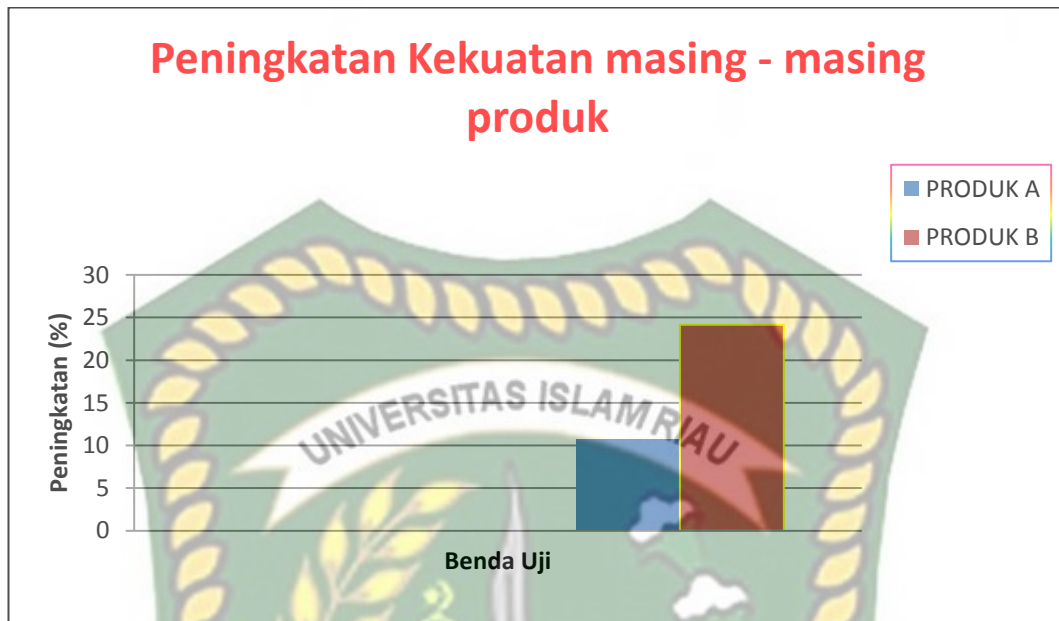 Peningkatan Kekuatan masing - masing
produk
PRODUK A
PRODUK B
30
25
20
15
10
5
0
Peningkatan (%)
UNIVERSITAS ISLAM RIAU
Benda Uji